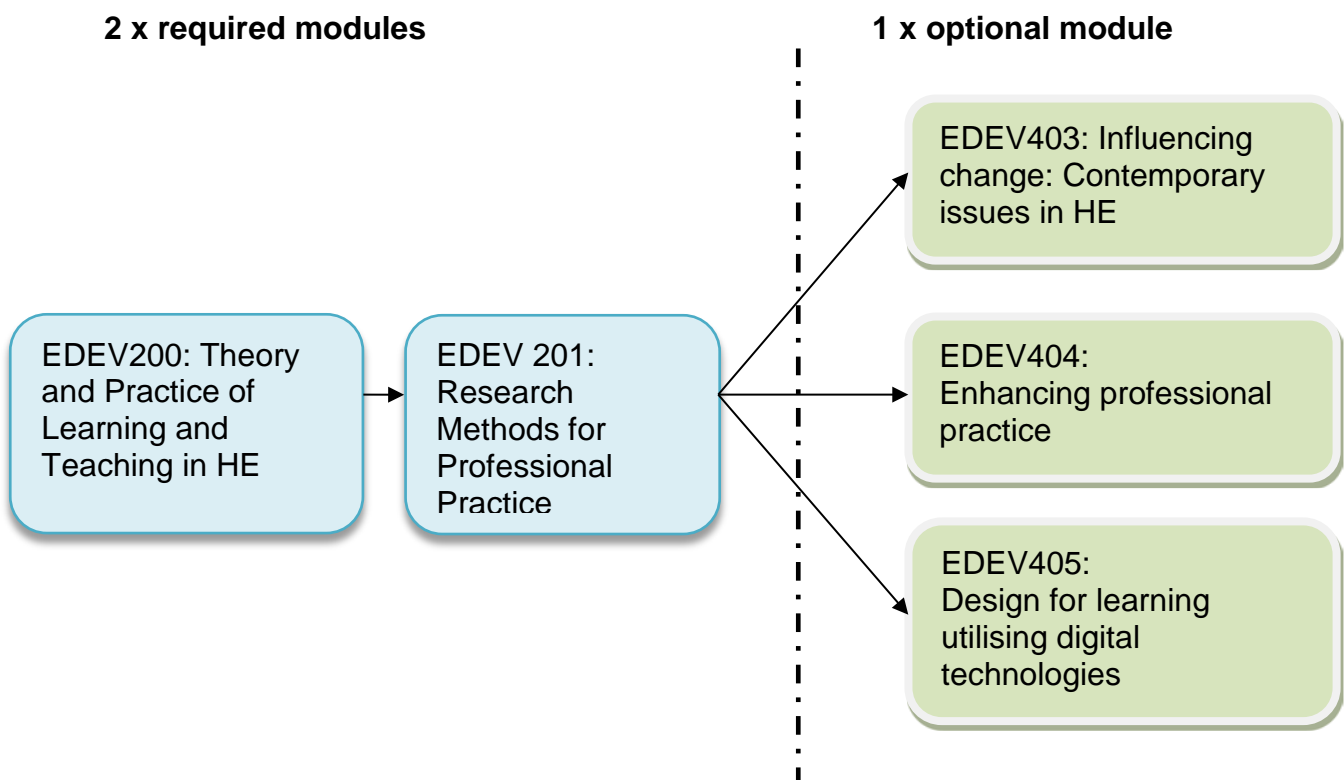 2 x required modules
1 x optional module
EDEV200: Theory
and Practice of
Learning and
Teaching in HE
EDEV 201:
Research
Methods for
Professional
Practice
EDEV403: Influencing
change: Contemporary
issues in HE
EDEV404:
Enhancing professional
practice
EDEV405:
Design for learning
utilising digital
technologies